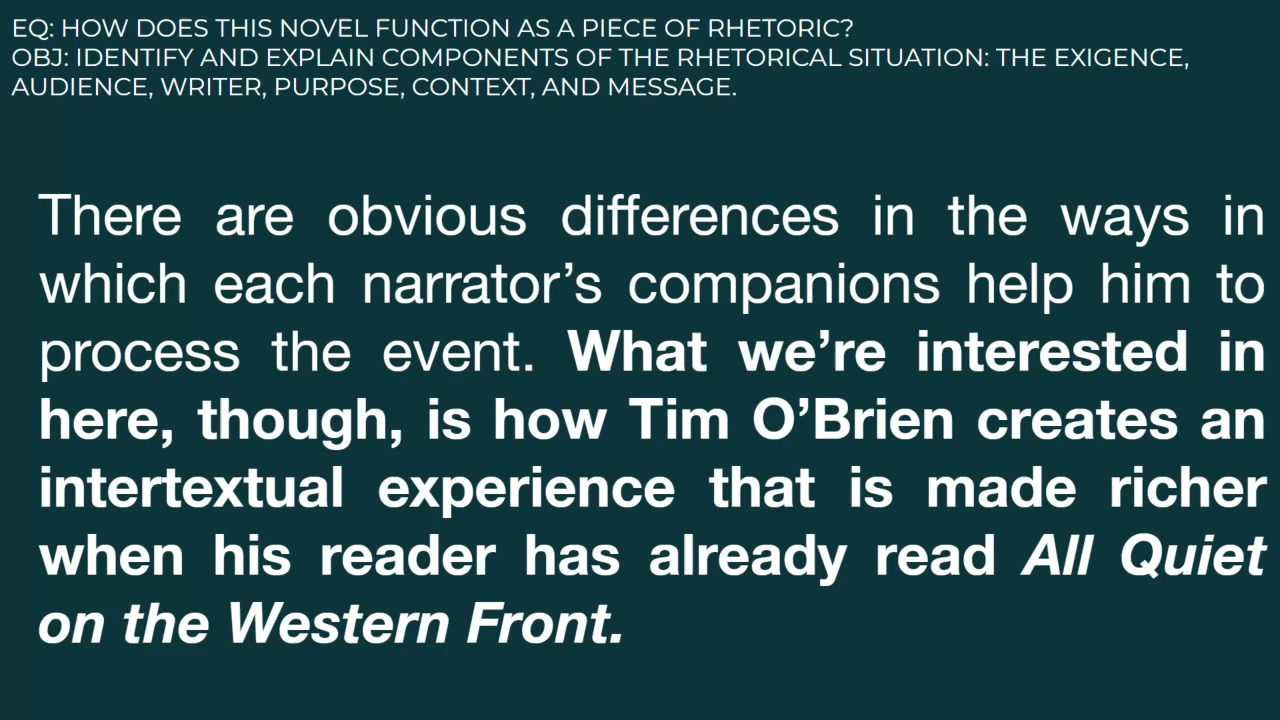 EQ: HOW DOES THIS NOVEL FUNCTION AS A PIECE OF RHETORIC?
OBJ: IDENTIFY AND EXPLAIN COMPONENTS OF THE RHETORICAL SITUATION: THE EXIGENCE,
AUDIENCE, WRITER, PURPOSE, CONTEXT, AND MESSAGE.
There are obvious differences in the ways in
which each narrator’s companions help him to
process the event. What we’re interested in
here, though, is how Tim O’Brien creates an
intertextual experience that is made richer
when his reader has already read All Quiet
on the Western Front.